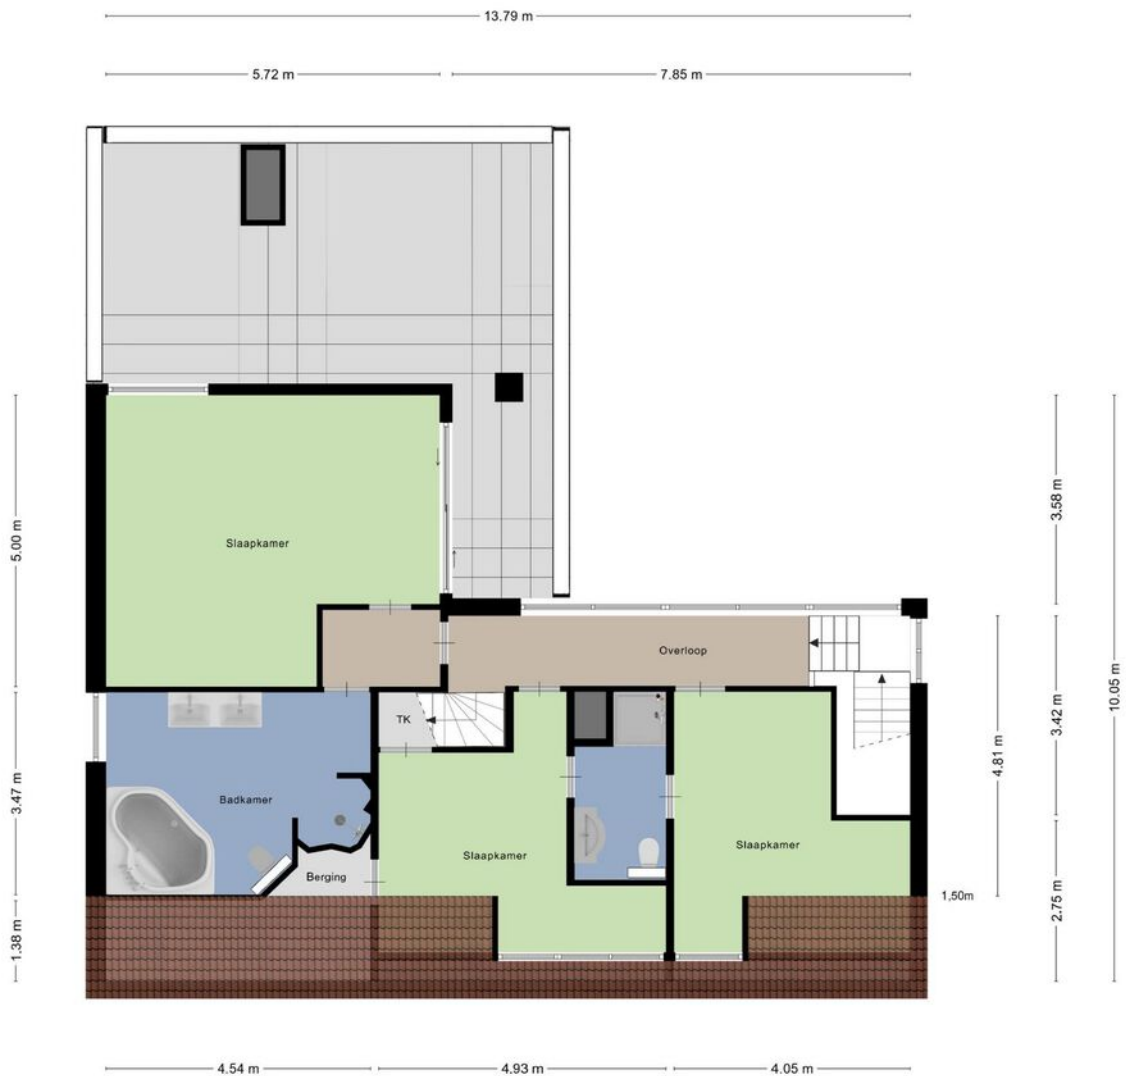 13.79 m
5.72 m
7.85 m
5.00 m
3.58 m
Slaapkamer
Overloop
10.05 m
3.42 m
4.81 m
TK
3.47 m
Badkamer
Slaapkamer
Slaapkamer
Berging
1,50m
2.75 m
1.38 m
4.54 m
4.93 m
4.05 m